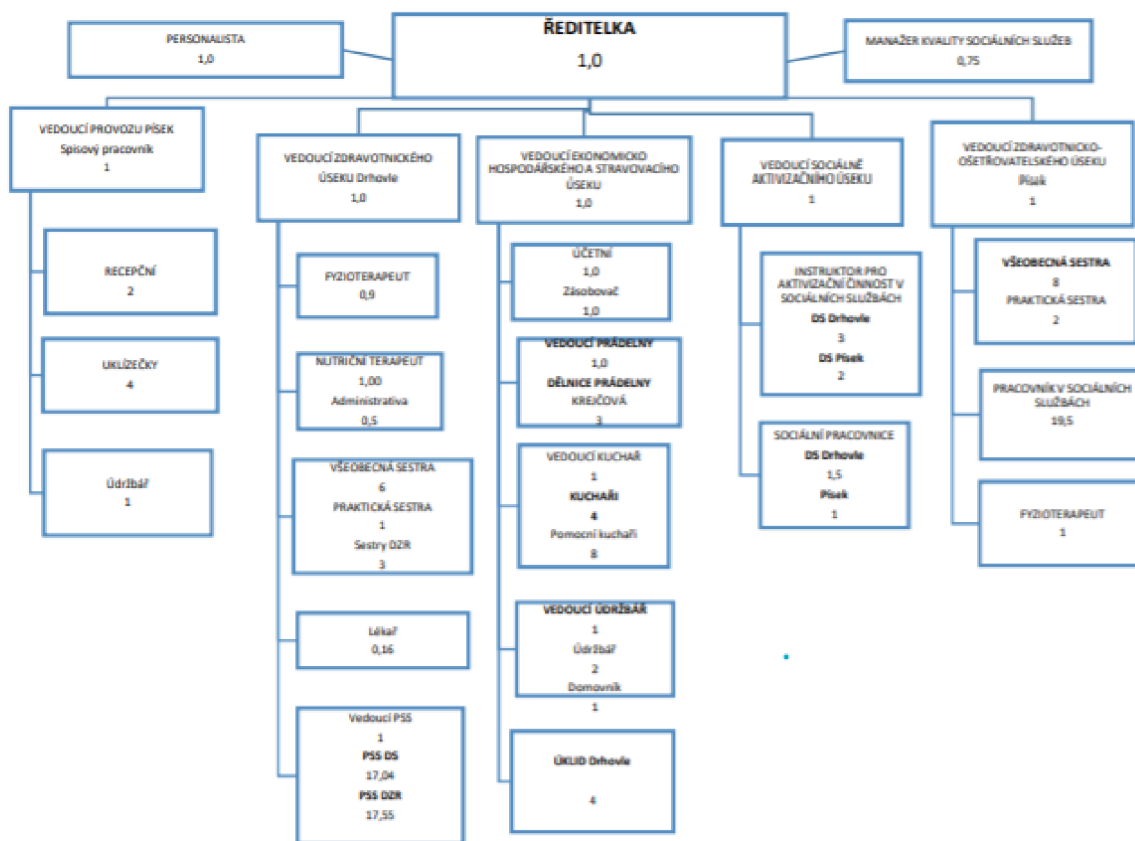 ŘEDITELKA
1,0
PERSONALISTA
1,0
MANAŽER KVALITY SOCIÁLNÍCH SLUŽEB
0,75
VEDOUCÍ PROVOZU PÍSEK
Spisový pracovník
1
RECEPČNÍ
2
UKLÍZEČKY
4
Údržbář
1
VEDOUCÍ ZDRAVOTNICKÉHO
ÚSEKU Drhovle
1,0
FYZIOTERAPEUT
0,9
NUTRIČNÍ TERAPEUT
1,00
Administrativa
0,5
VŠEOBECNÁ SESTRA
6
PRAKTICKÁ SESTRA
1
Sestry DZR
3
Lékař
0,16
Vedoucí PSS
1
PSS DS
17,04
PSS DZR
17,55
VEDOUCÍ EKONOMICKO
HOSPODÁŘSKÉHO A STRAVOVACÍHO
ÚSEKU
1,0
ÚČETNÍ
1,0
Zásobovač
1,0
VEDOUCÍ PRÁDELNY
1,0
DĚLNICE PRÁDELNY
KREJČOVÁ
3
VEDOUCÍ KUCHAŘ
1
KUCHAŘI
4
Pomocní kuchaři
8
VEDOUCÍ ÚDRŽBÁŘ
1
Údržbář
2
Domovník
1
ÚKLID Drhovle
4
VEDOUCÍ SOCIÁLNĚ
AKTIVIZAČNÍHO ÚSEKU
1
INSTRUKTOR PRO
AKTIVIZAČNÍ ČINNOST V
SOCIÁLNÍCH SLUŽBÁCH
DS Drhovle
3
DS Písek
2
SOCIÁLNÍ PRACOVNICE
DS Drhovle
1,5
Písek
1
VEDOUCÍ ZDRAVOTNICKO-
OŠETŘOVATELSKÉHO ÚSEKU
Písek
1
VŠEOBECNÁ SESTRA
8
PRAKTICKÁ SESTRA
2
PRACOVNÍK V SOCIÁLNÍCH
SLUŽBÁCH
19,5
FYZIOTERAPEUT
1